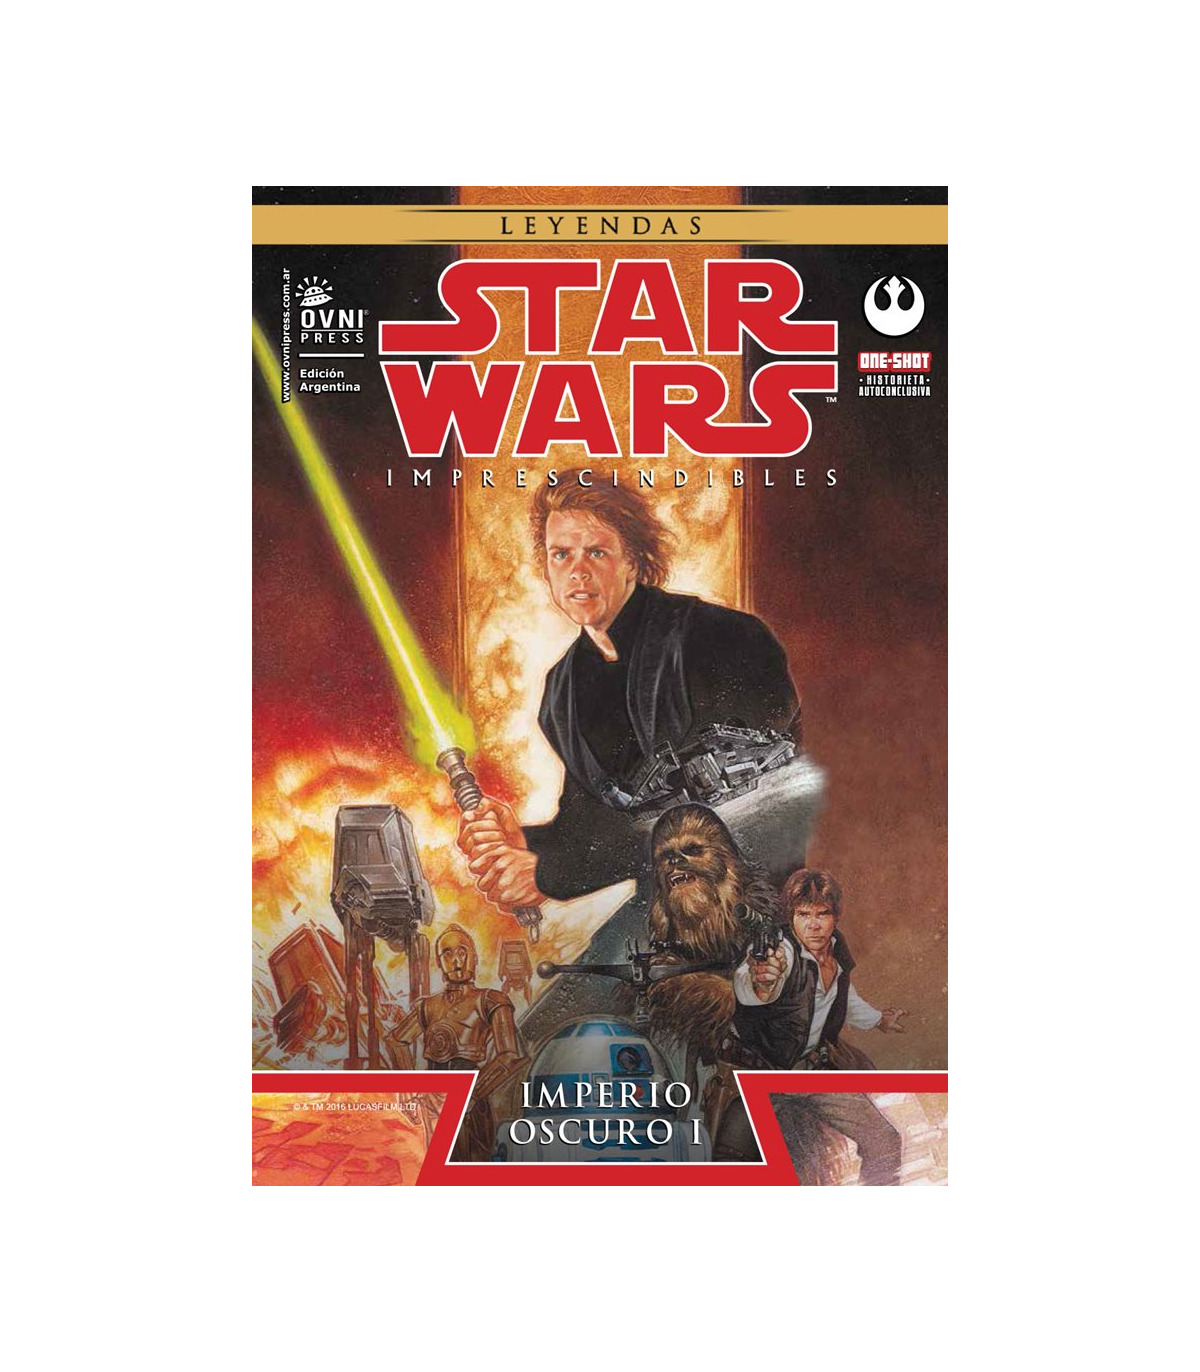 LEYENDAS
STAR
WARS
™
IMPRESCINDIBLES
www.ovnipress.com.ar
OVNI®
PRESS
Edición
Argentina
ONE-SHOT
• HISTORIETA •
AUTOCONCLUSIVA
IMPERIO
OSCURO I
© & TM 2016 LUCASFILM LTD.